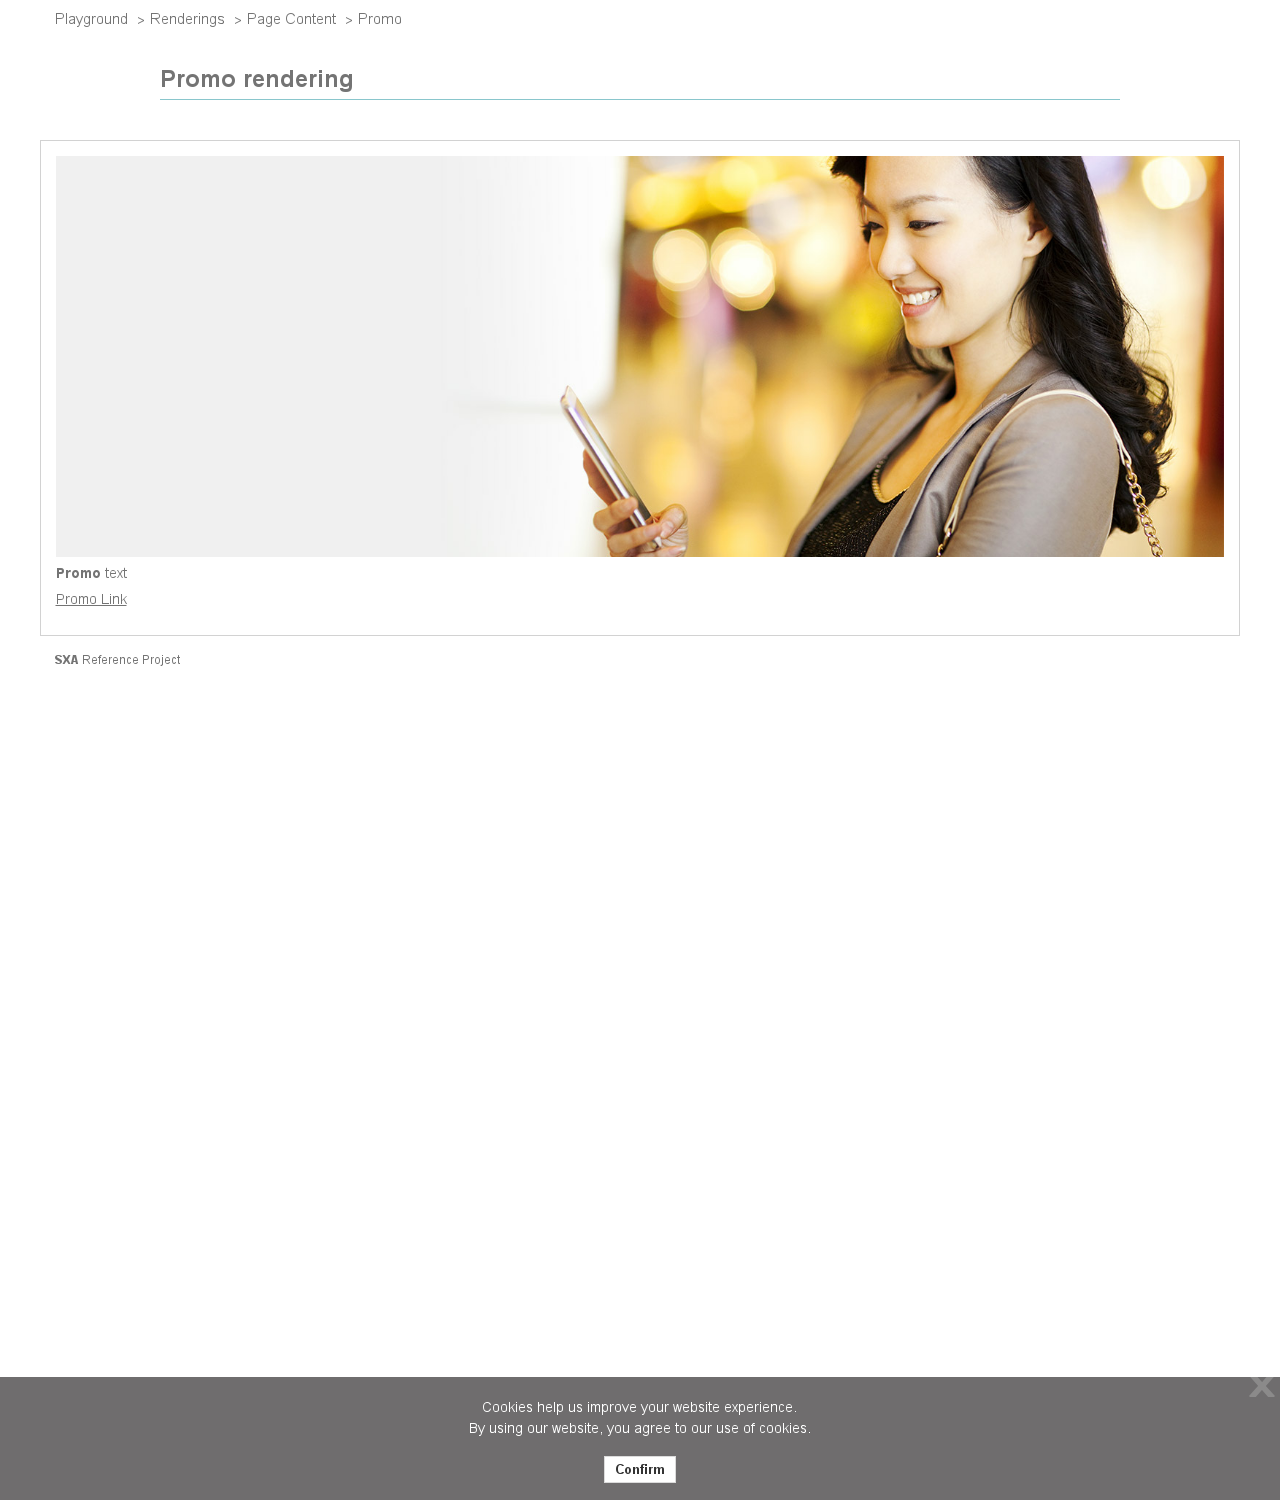 Playground > Renderings > Page Content > Promo
Promo rendering
Promo text
Promo Link
SXA Reference Project
Cookies help us improve your website experience.
By using our website, you agree to our use of cookies.
Confirm